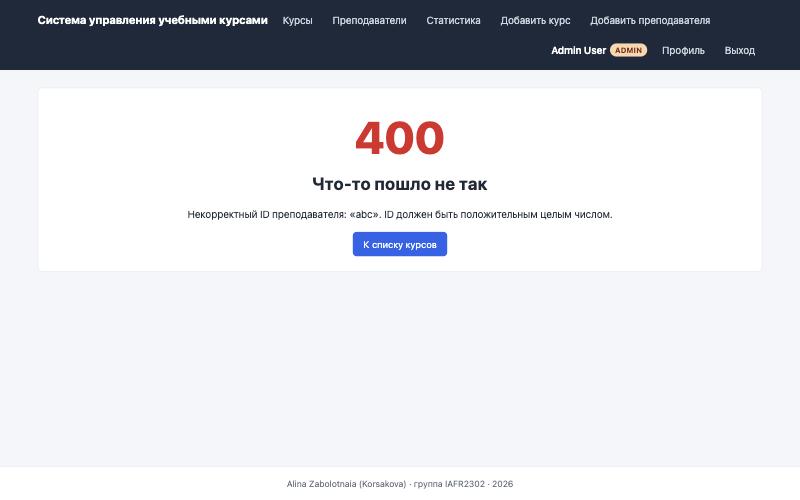 Система управления учебными курсами Курсы Преподаватели Статистика Добавить курс Добавить преподавателя
Admin User ADMIN Профиль Выход
400
Что-то пошло не так
Некорректный ID преподавателя: «abc». ID должен быть положительным целым числом.
К списку курсов
Alina Zabolotnaia (Korsakova) · группа IAFR2302 · 2026